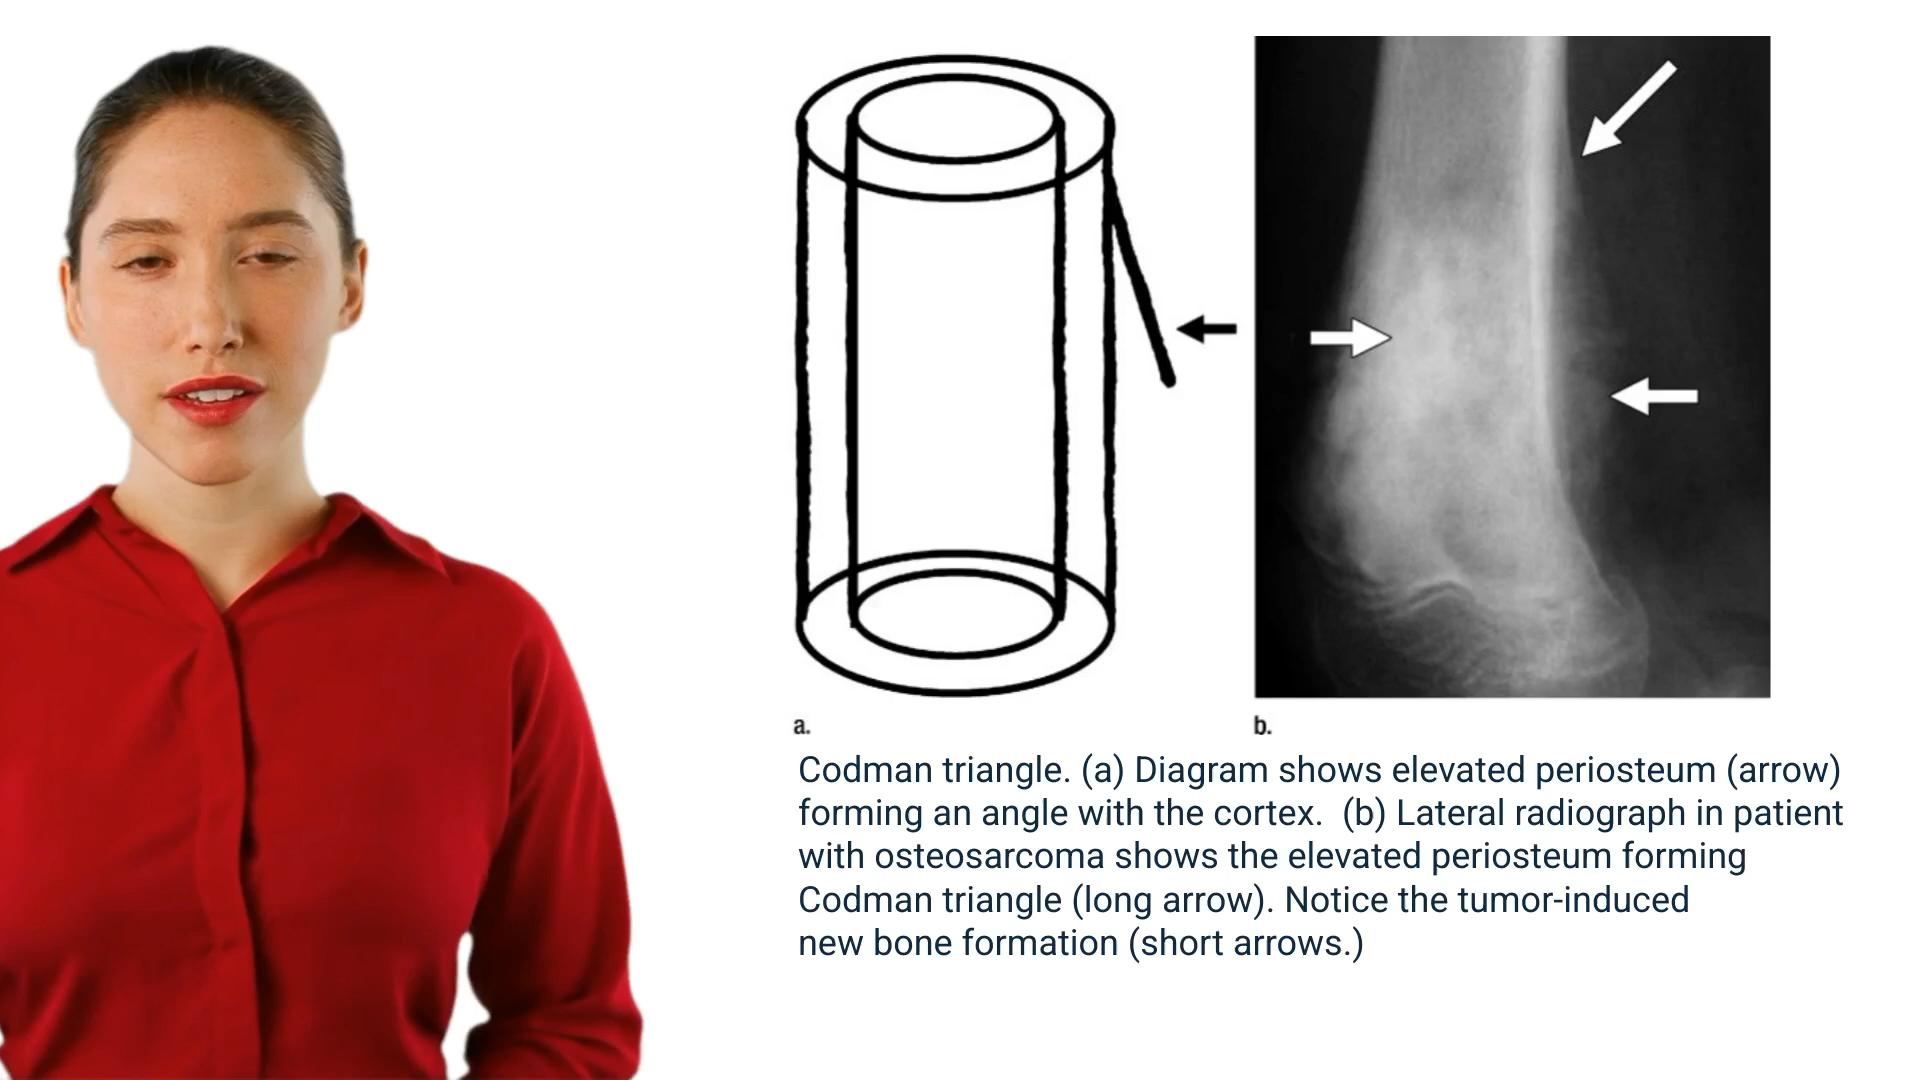 a.
b.
Codman triangle. (a) Diagram shows elevated periosteum (arrow)
forming an angle with the cortex.  (b) Lateral radiograph in patient
with osteosarcoma shows the elevated periosteum forming
Codman triangle (long arrow). Notice the tumor-induced
new bone formation (short arrows.)